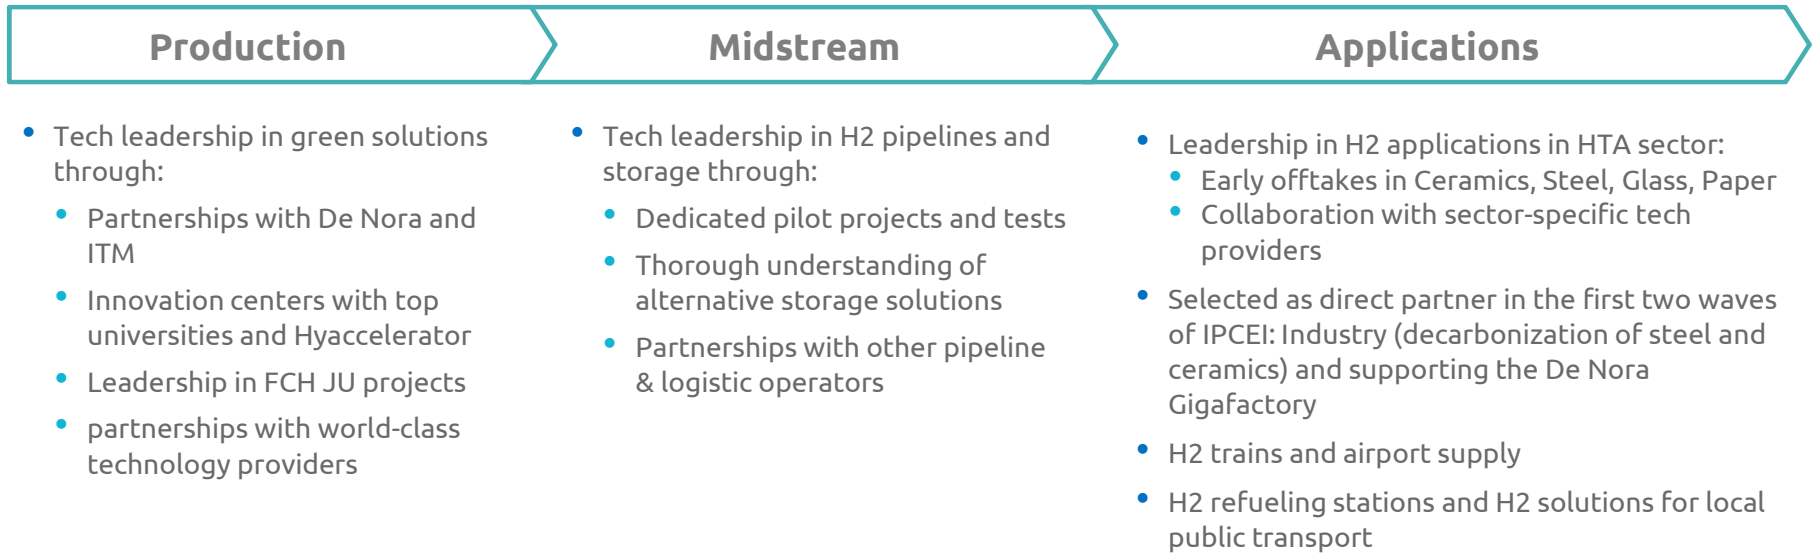 Production
Tech leadership in green solutions
through:
Partnerships with De Nora and
ITM
Innovation centers with top
universities and Hyaccelerator
Leadership in FCH JU projects
partnerships with world-class
technology providers
Midstream
Tech leadership in H2 pipelines and
storage through:
Dedicated pilot projects and tests
Thorough understanding of
alternative storage solutions
Partnerships with other pipeline
& logistic operators
Applications
Leadership in H2 applications in HTA sector:
Early offtakes in Ceramics, Steel, Glass, Paper
Collaboration with sector-specific tech
providers
Selected as direct partner in the first two waves
of IPCEI: Industry (decarbonization of steel and
ceramics) and supporting the De Nora
Gigafactory
H2 trains and airport supply
H2 refueling stations and H2 solutions for local
public transport